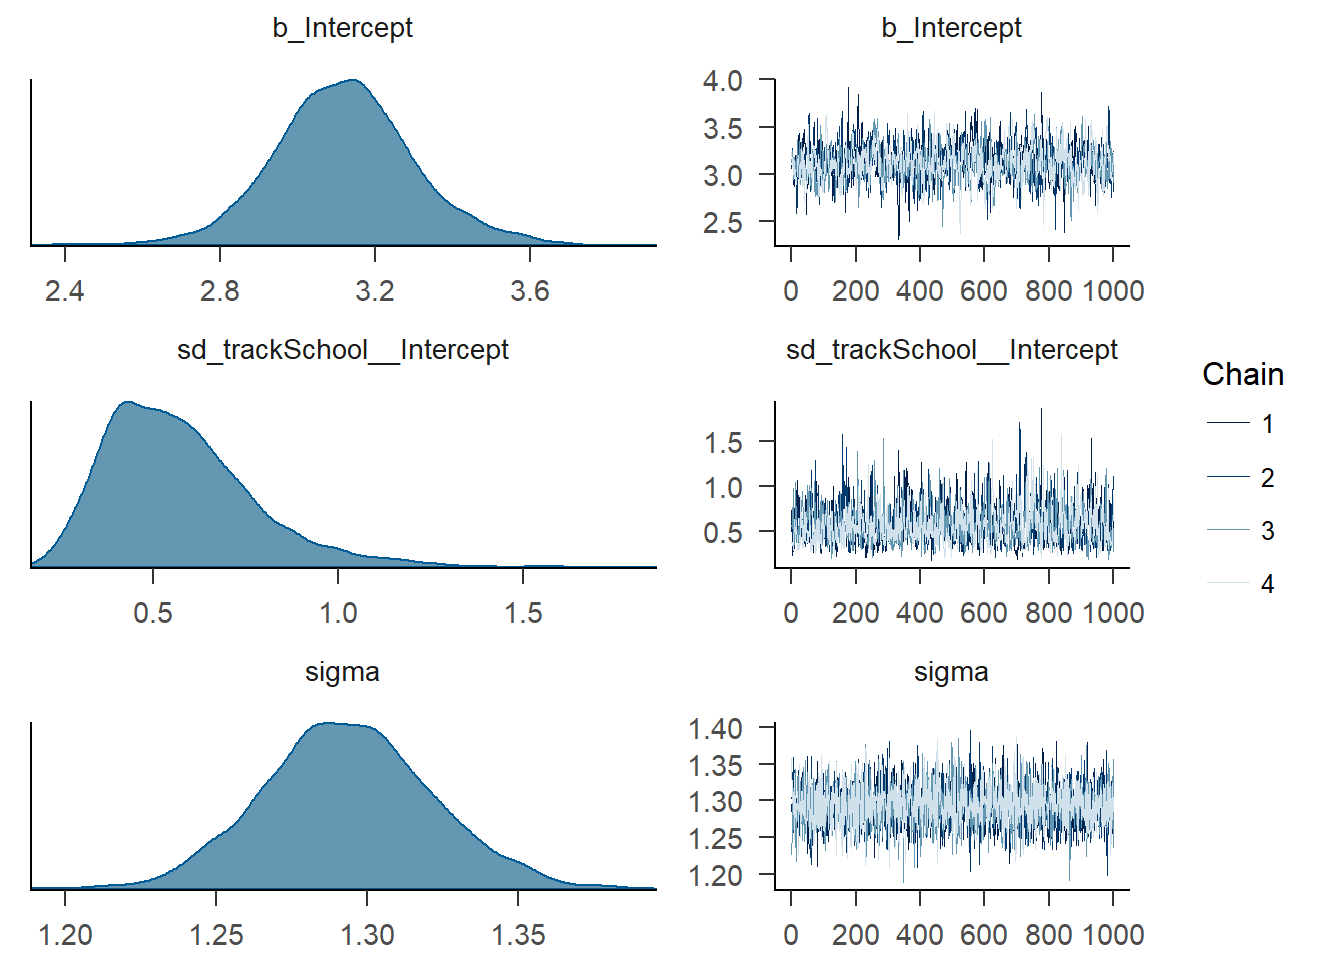 b_Intercept
b_Intercept
4.0
3.5
3.0
2.5
2.4 2.8 3.2 3.6
0 200 400 600 800 1000
sd_trackSchool__Intercept
sd_trackSchool__Intercept
1.5
1.0
0.5
0.5 1.0 1.5
0 200 400 600 800 1000
Chain
1
2
3
4
sigma
sigma
1.40
1.35
1.30
1.25
1.20
1.20 1.25 1.30 1.35
0 200 400 600 800 1000